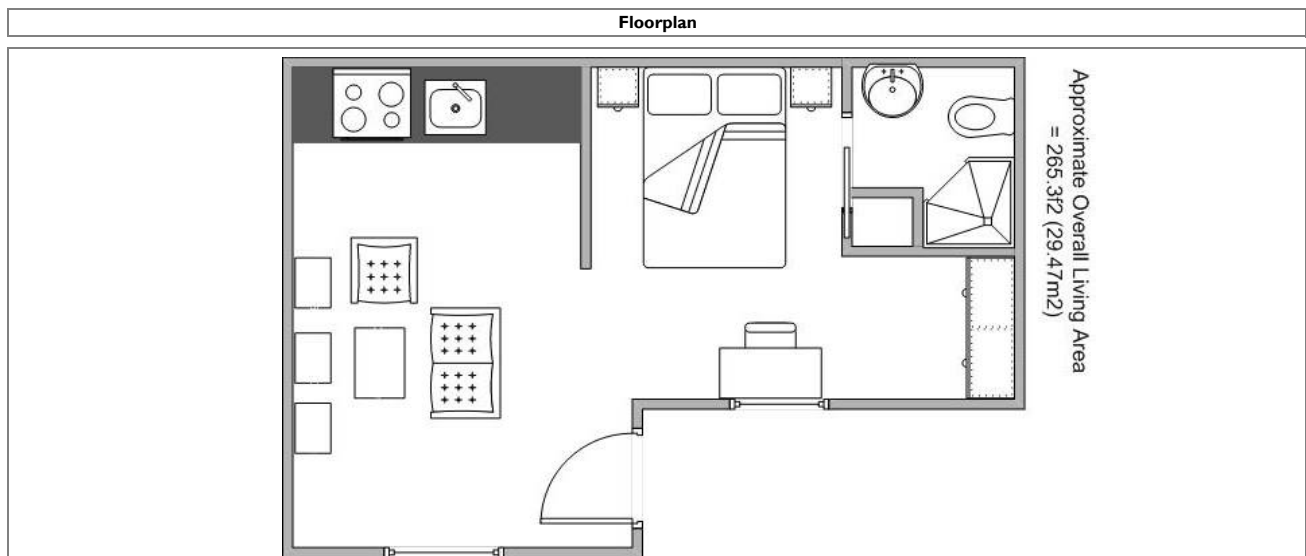 Floorplan
Approximate Overall Living Area
= 265.3f2 (29.47m2)